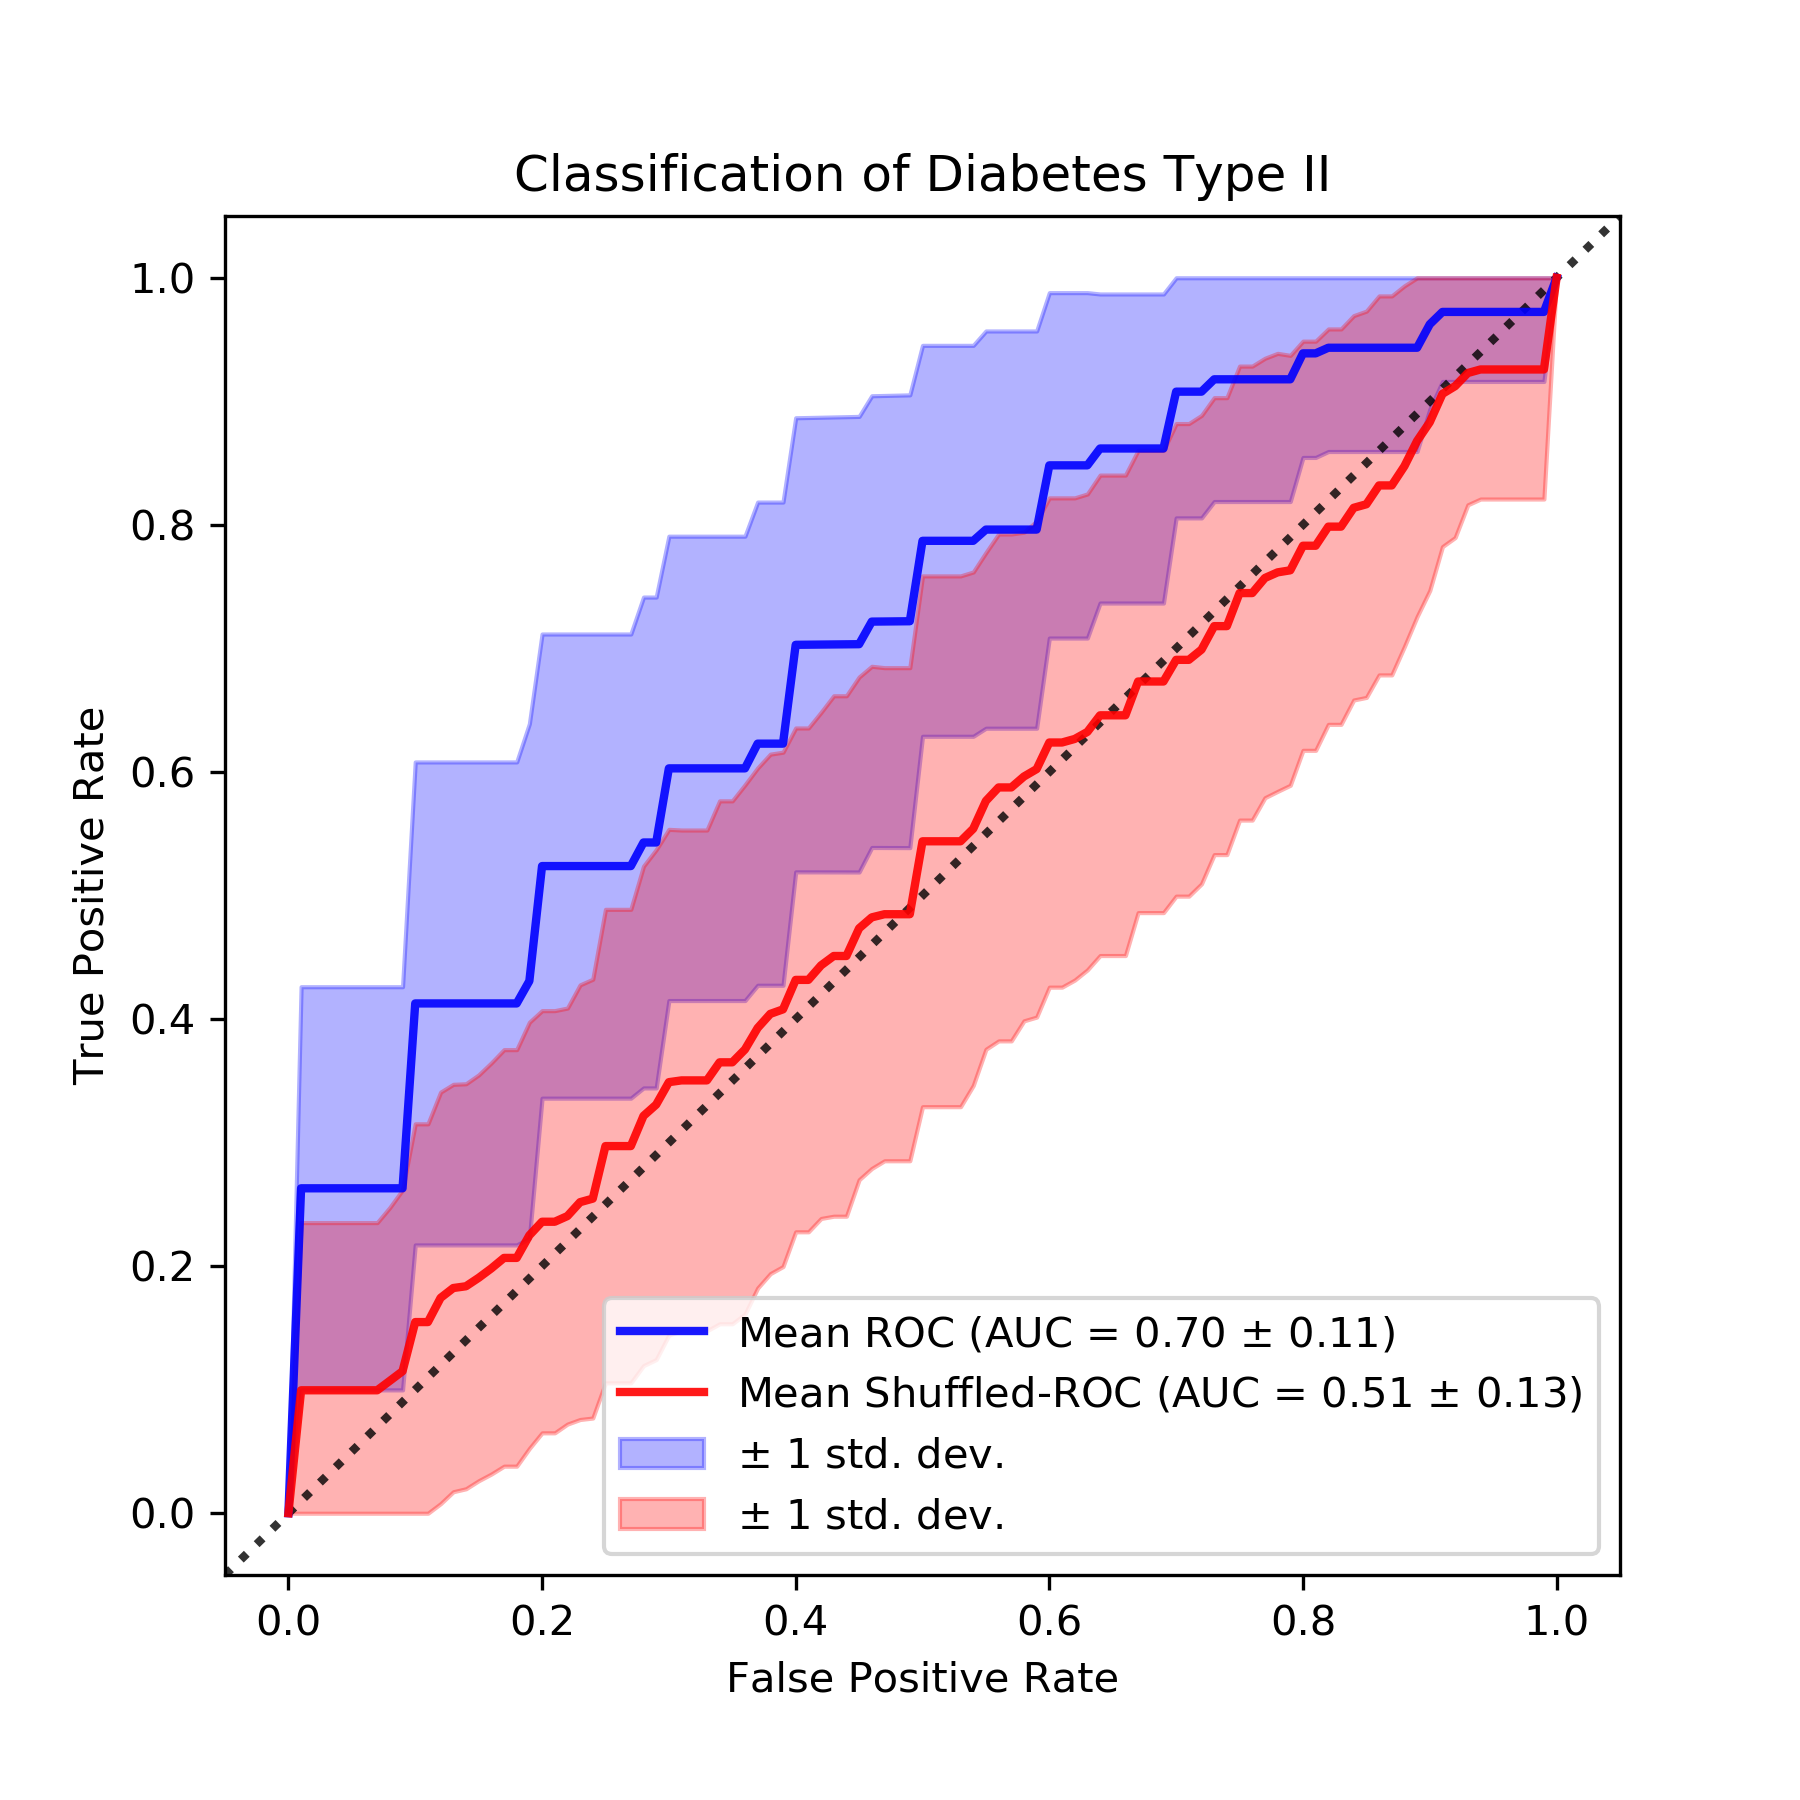 Classification of Diabetes Type II
1.0
0.8
0.6
0.4
0.2
0.0
True Positive Rate
Mean ROC (AUC = 0.70 ± 0.11)
Mean Shuffled-ROC (AUC = 0.51 ± 0.13)
± 1 std. dev.
± 1 std. dev.
0.0 0.2 0.4 0.6 0.8 1.0
False Positive Rate